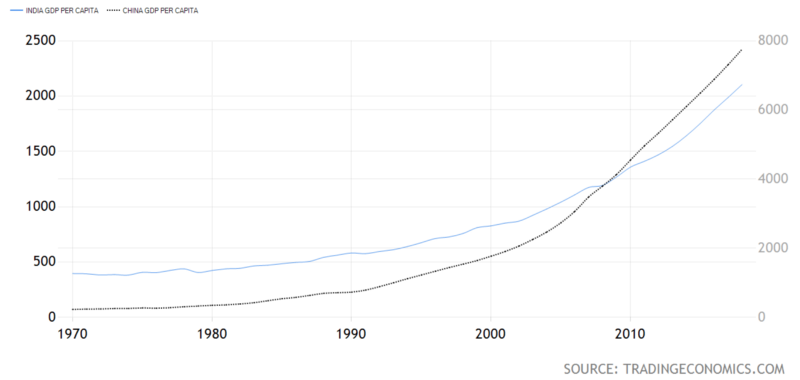 INDIA GDP PER CAPITA CHINA GDP PER CAPITA
2500 8000
2000 6000
1500
1000 4000
500 2000
0 0
1970 1980 1990 2000 2010
SOURCE: TRADINGECONOMICS.COM